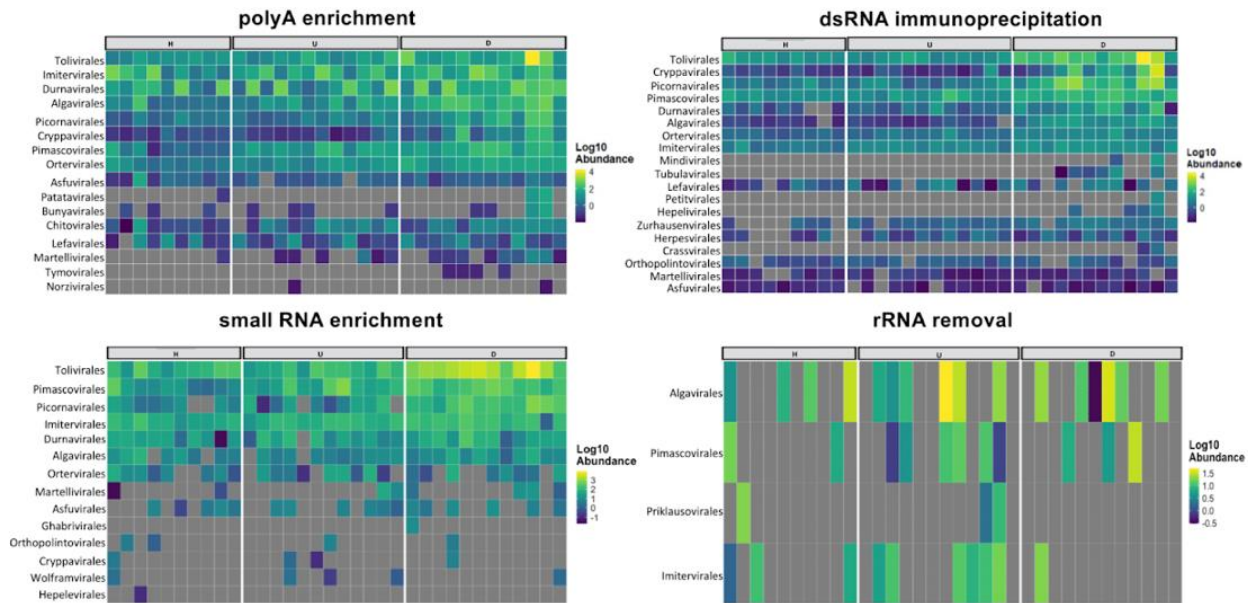 polyA enrichment
H U D
Tolivirales
Imitervirales
Durnavirales
Algavirales
Picornavirales
Cryppavirales
Pimascovirales
Ortervirales
Asfuvirales
Patatavirales
Bunyavirales
Chitovirales
Lefavirales
Martellivirales
Tymovirales
Norzivirales
Log10
Abundance
4
2
0
dsRNA immunoprecipitation
H U D
Tolivirales
Cryppavirales
Picornavirales
Pimascovirales
Durnavirales
Algavirales
Ortervirales
Imitervirales
Mindivirales
Tubulavirales
Lefavirales
Petitvirales
Hepelivirales
Zurhausenvirales
Herpesvirales
Crassvirales
Orthopolintovirales
Martellivirales
Asfuvirales
Log10
Abundance
4
2
0
small RNA enrichment
H U D
Tolivirales
Pimascovirales
Picornavirales
Imitervirales
Durnavirales
Algavirales
Ortervirales
Martellivirales
Asfuvirales
Ghabrivirales
Orthopolintovirales
Cryppavirales
Wolframvirales
Hepelevirales
Log10
Abundance
3
2
1
0
-1
rRNA removal
H U D
Algavirales
Pimascovirales
Priklausovirales
Imitervirales
Log10
Abundance
1.5
1.0
0.5
0.0
-0.5